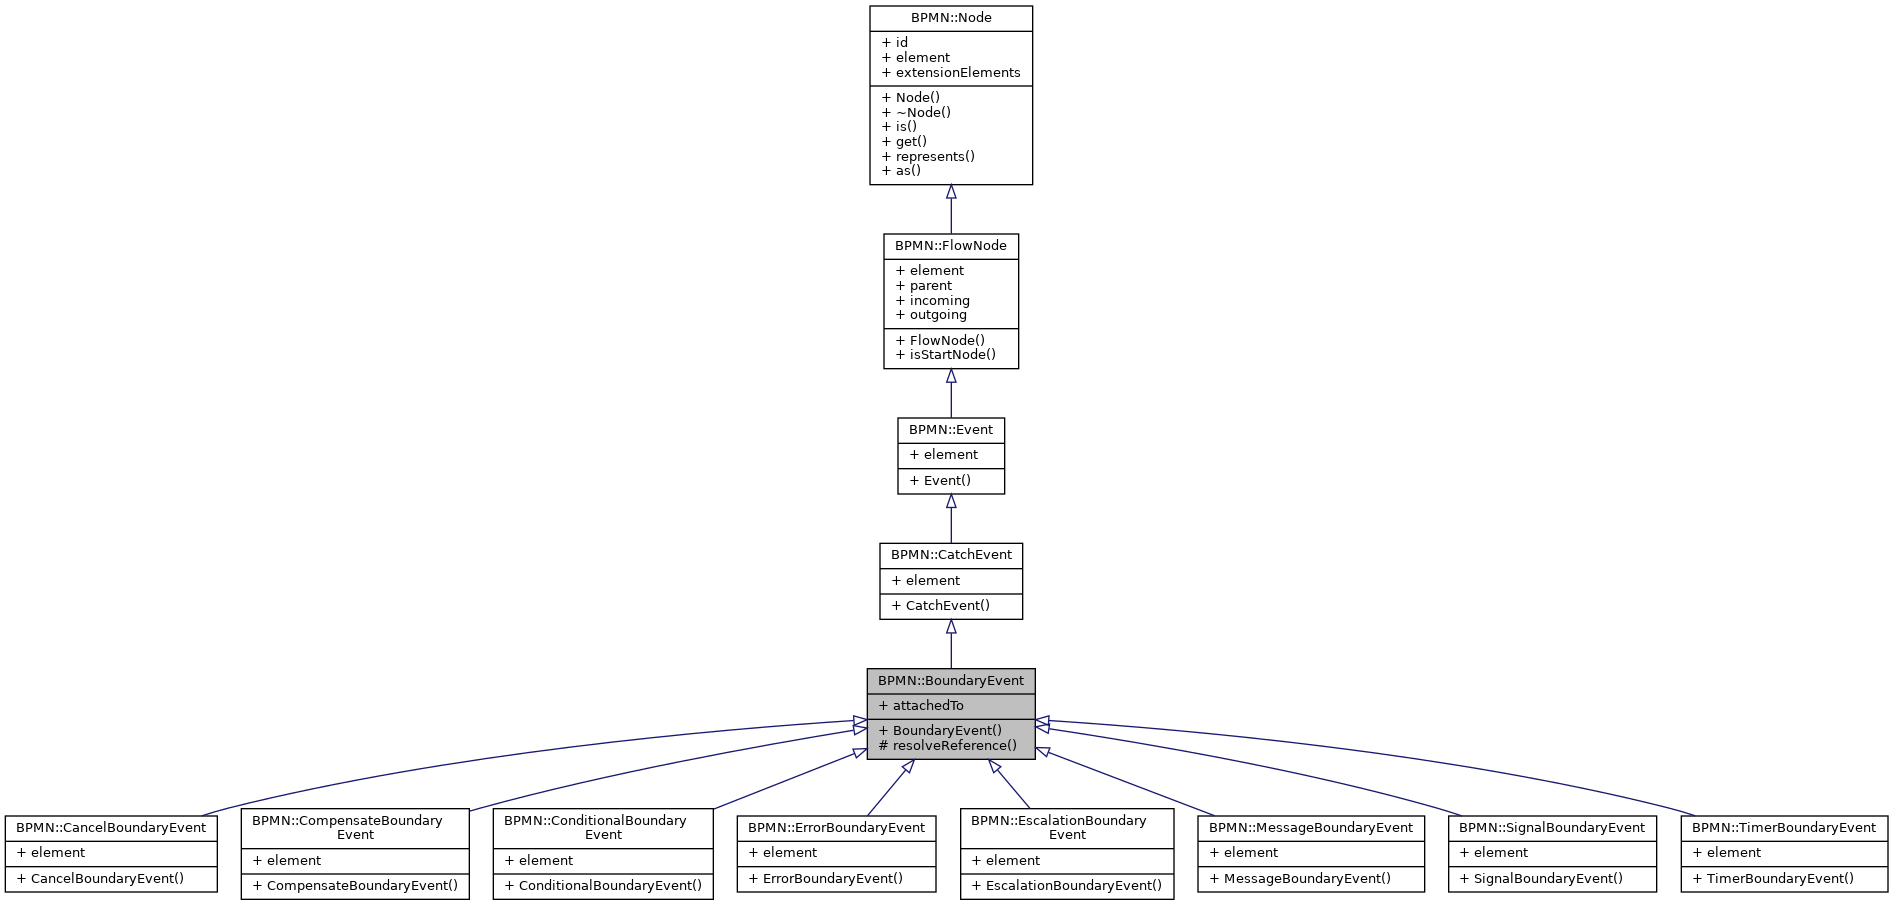 BPMN::Node
+ id
+ element
+ extensionElements
+ Node()
+ ~Node()
+ is()
+ get()
+ represents()
+ as()
BPMN::FlowNode
+ element
+ parent
+ incoming
+ outgoing
+ FlowNode()
+ isStartNode()
BPMN::Event
+ element
+ Event()
BPMN::CatchEvent
+ element
+ CatchEvent()
BPMN::BoundaryEvent
+ attachedTo
+ BoundaryEvent()
# resolveReference()
BPMN::CancelBoundaryEvent
+ element
+ CancelBoundaryEvent()
BPMN::CompensateBoundary
Event
+ element
+ CompensateBoundaryEvent()
BPMN::ConditionalBoundary
Event
+ element
+ ConditionalBoundaryEvent()
BPMN::ErrorBoundaryEvent
+ element
+ ErrorBoundaryEvent()
BPMN::EscalationBoundary
Event
+ element
+ EscalationBoundaryEvent()
BPMN::MessageBoundaryEvent
+ element
+ MessageBoundaryEvent()
BPMN::SignalBoundaryEvent
+ element
+ SignalBoundaryEvent()
BPMN::TimerBoundaryEvent
+ element
+ TimerBoundaryEvent()